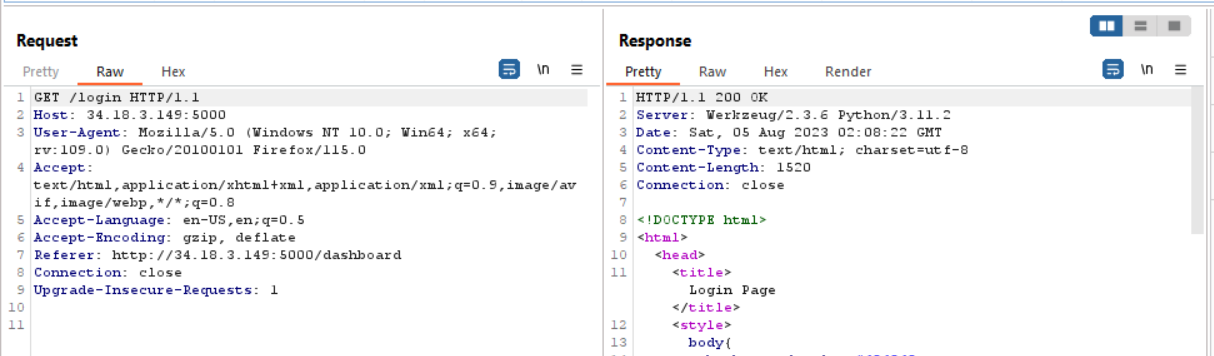 Request
Pretty Raw Hex \n
1 GET /login HTTP/1.1
2 Host: 34.18.3.149:5000
3 User-Agent: Mozilla/5.0 (Windows NT 10.0; Win64; x64;
rv:109.0) Gecko/20100101 Firefox/115.0
4 Accept:
text/html,application/xhtml+xml,application/xml;q=0.9,image/av
if,image/webp,*/*;q=0.8
5 Accept-Language: en-US,en;q=0.5
6 Accept-Encoding: gzip, deflate
7 Referer: http://34.18.3.149:5000/dashboard
8 Connection: close
9 Upgrade-Insecure-Requests: 1
10
11
Response
Pretty Raw Hex Render \n
1 HTTP/1.1 200 OK
2 Server: Werkzeug/2.3.6 Python/3.11.2
3 Date: Sat, 05 Aug 2023 02:08:22 GMT
4 Content-Type: text/html; charset=utf-8
5 Content-Length: 1520
6 Connection: close
7
8 <!DOCTYPE html>
9 <html>
10 <head>
11 <title>
Login Page
</title>
12 <style>
13 body{